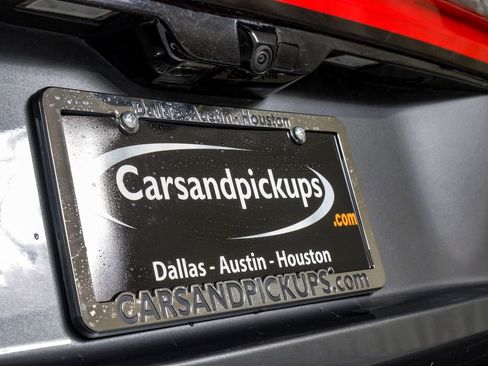 Dallas-Austin-Houston
Carsandpickups
.com
Dallas - Austin - Houston
CARSANDPICKUPS.com